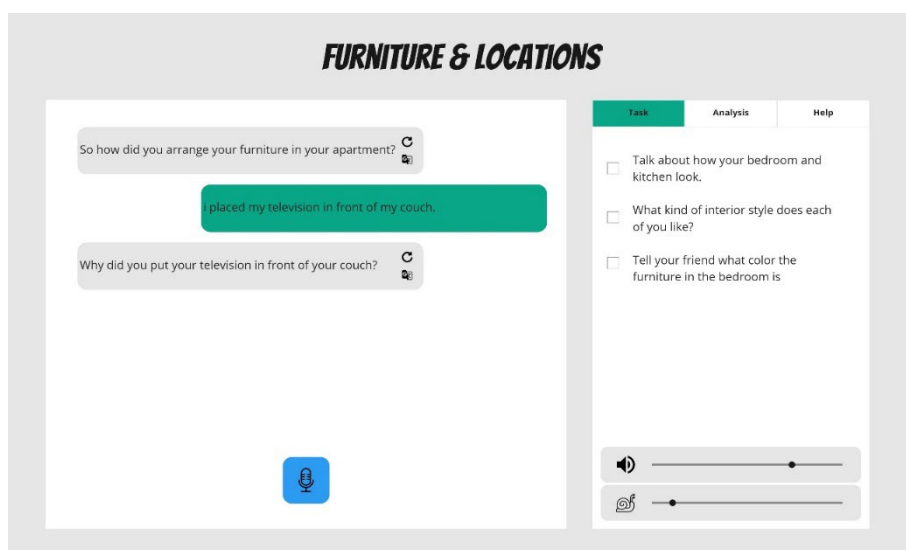 FURNITURE & LOCATIONS
So how did you arrange your furniture in your apartment?
i placed my television in front of my couch.
Why did you put your television in front of your couch?
Task Analysis Help
Talk about how your bedroom and
kitchen look.
What kind of interior style does each
of you like?
Tell your friend what color the
furniture in the bedroom is